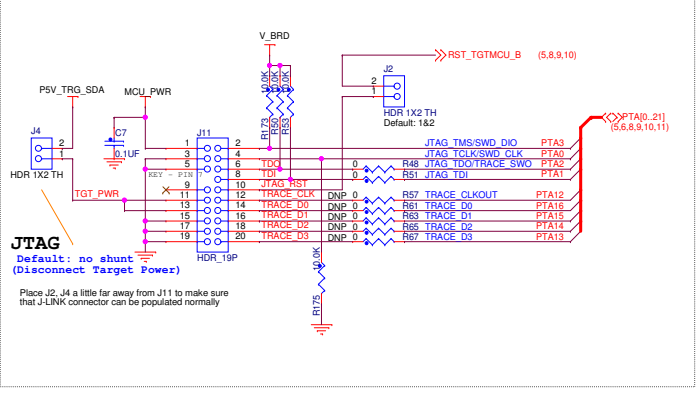 V_BRD
RST_TGTMCU_B (5,8,9,10)
J2
2
1
HDR 1X2 TH
Default: 1&2
P5V_TRG_SDA
MCU_PWR
10.0K
10.0K
10.0K
R173
R50
R53
PTA[0..21]
(5,6,8,9,10,11)
J4
2
1
HDR 1X2 TH
C7
0.1UF
J11
1 2 JTAG_TMS/SWD_DIO PTA3
3 4 JTAG_TCLK/SWD_CLK PTA0
5 6 TDO 0 R48 JTAG_TDO/TRACE_SWO PTA2
KEY - PIN 7 8 TDI 0 R51 JTAG_TDI PTA1
9 10 JTAG_RST
TGT_PWR 11 12 TRACE_CLK DNP 0 R57 TRACE_CLKOUT PTA12
13 14 TRACE_D0 DNP 0 R61 TRACE_D0 PTA16
15 16 TRACE_D1 DNP 0 R63 TRACE_D1 PTA15
17 18 TRACE_D2 DNP 0 R65 TRACE_D2 PTA14
19 20 TRACE_D3 DNP 0 R67 TRACE_D3 PTA13
HDR_19P
10.0K
R175
JTAG
Default: no shunt
(Disconnect Target Power)
Place J2, J4 a little far away from J11 to make sure
that J-LINK connector can be populated normally